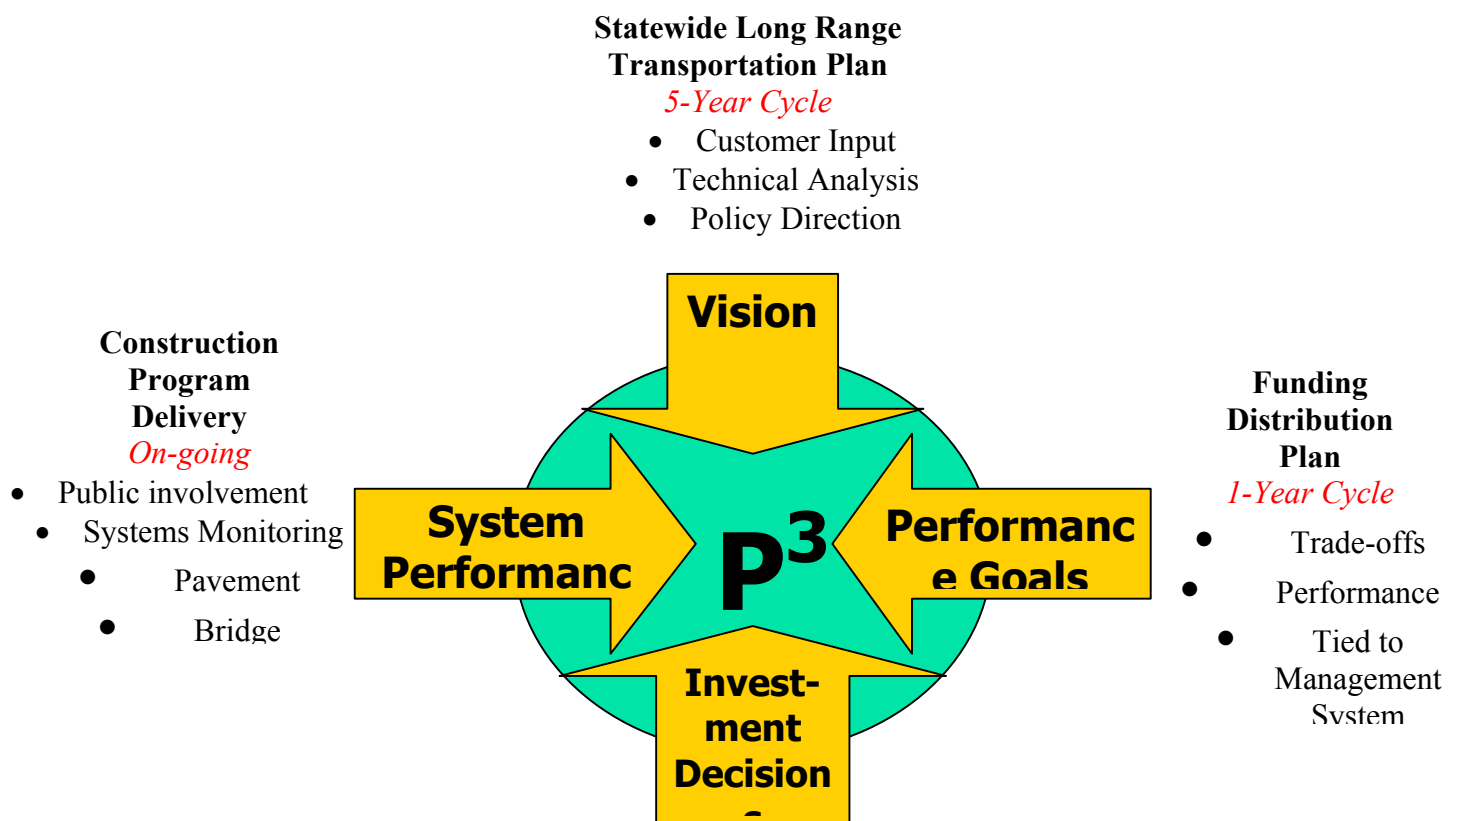 Statewide Long Range
Transportation Plan
5-Year Cycle
• Customer Input
• Technical Analysis
• Policy Direction
Vision
Construction
Program
Delivery
On-going
• Public involvement
• Systems Monitoring
• Pavement
• Bridge
System
Performanc
P³
Performanc
e Goals
Funding
Distribution
Plan
1-Year Cycle
• Trade-offs
• Performance
• Tied to
Management
System
Invest-
ment
Decision
s